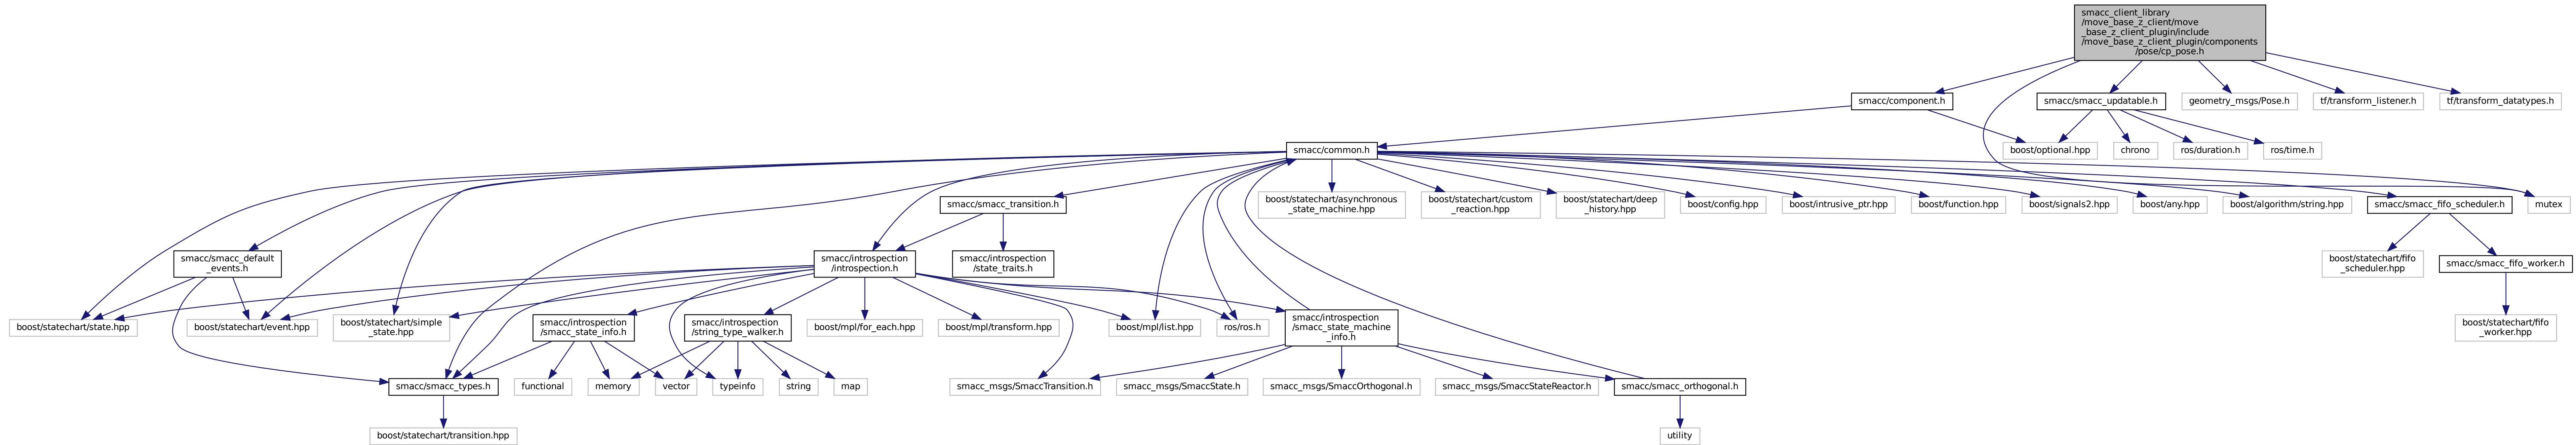 smacc_client_library
/move_base_z_client/move
_base_z_client_plugin/include
/move_base_z_client_plugin/components
/pose/cp_pose.h
smacc/component.h
smacc/smacc_updatable.h
geometry_msgs/Pose.h
tf/transform_listener.h
tf/transform_datatypes.h
smacc/common.h
boost/optional.hpp
chrono
ros/duration.h
ros/time.h
smacc/smacc_transition.h
boost/statechart/asynchronous
_state_machine.hpp
boost/statechart/custom
_reaction.hpp
boost/statechart/deep
_history.hpp
boost/config.hpp
boost/intrusive_ptr.hpp
boost/function.hpp
boost/signals2.hpp
boost/any.hpp
boost/algorithm/string.hpp
smacc/smacc_fifo_scheduler.h
mutex
smacc/smacc_default
_events.h
smacc/introspection
/introspection.h
smacc/introspection
/state_traits.h
boost/statechart/fifo
_scheduler.hpp
smacc/smacc_fifo_worker.h
boost/statechart/state.hpp
boost/statechart/event.hpp
boost/statechart/simple
_state.hpp
smacc/introspection
/smacc_state_info.h
smacc/introspection
/string_type_walker.h
boost/mpl/for_each.hpp
boost/mpl/transform.hpp
boost/mpl/list.hpp
ros/ros.h
smacc/introspection
/smacc_state_machine
_info.h
boost/statechart/fifo
_worker.hpp
smacc/smacc_types.h
functional
memory
vector
typeinfo
string
map
smacc_msgs/SmaccTransition.h
smacc_msgs/SmaccState.h
smacc_msgs/SmaccOrthogonal.h
smacc_msgs/SmaccStateReactor.h
smacc/smacc_orthogonal.h
boost/statechart/transition.hpp
utility